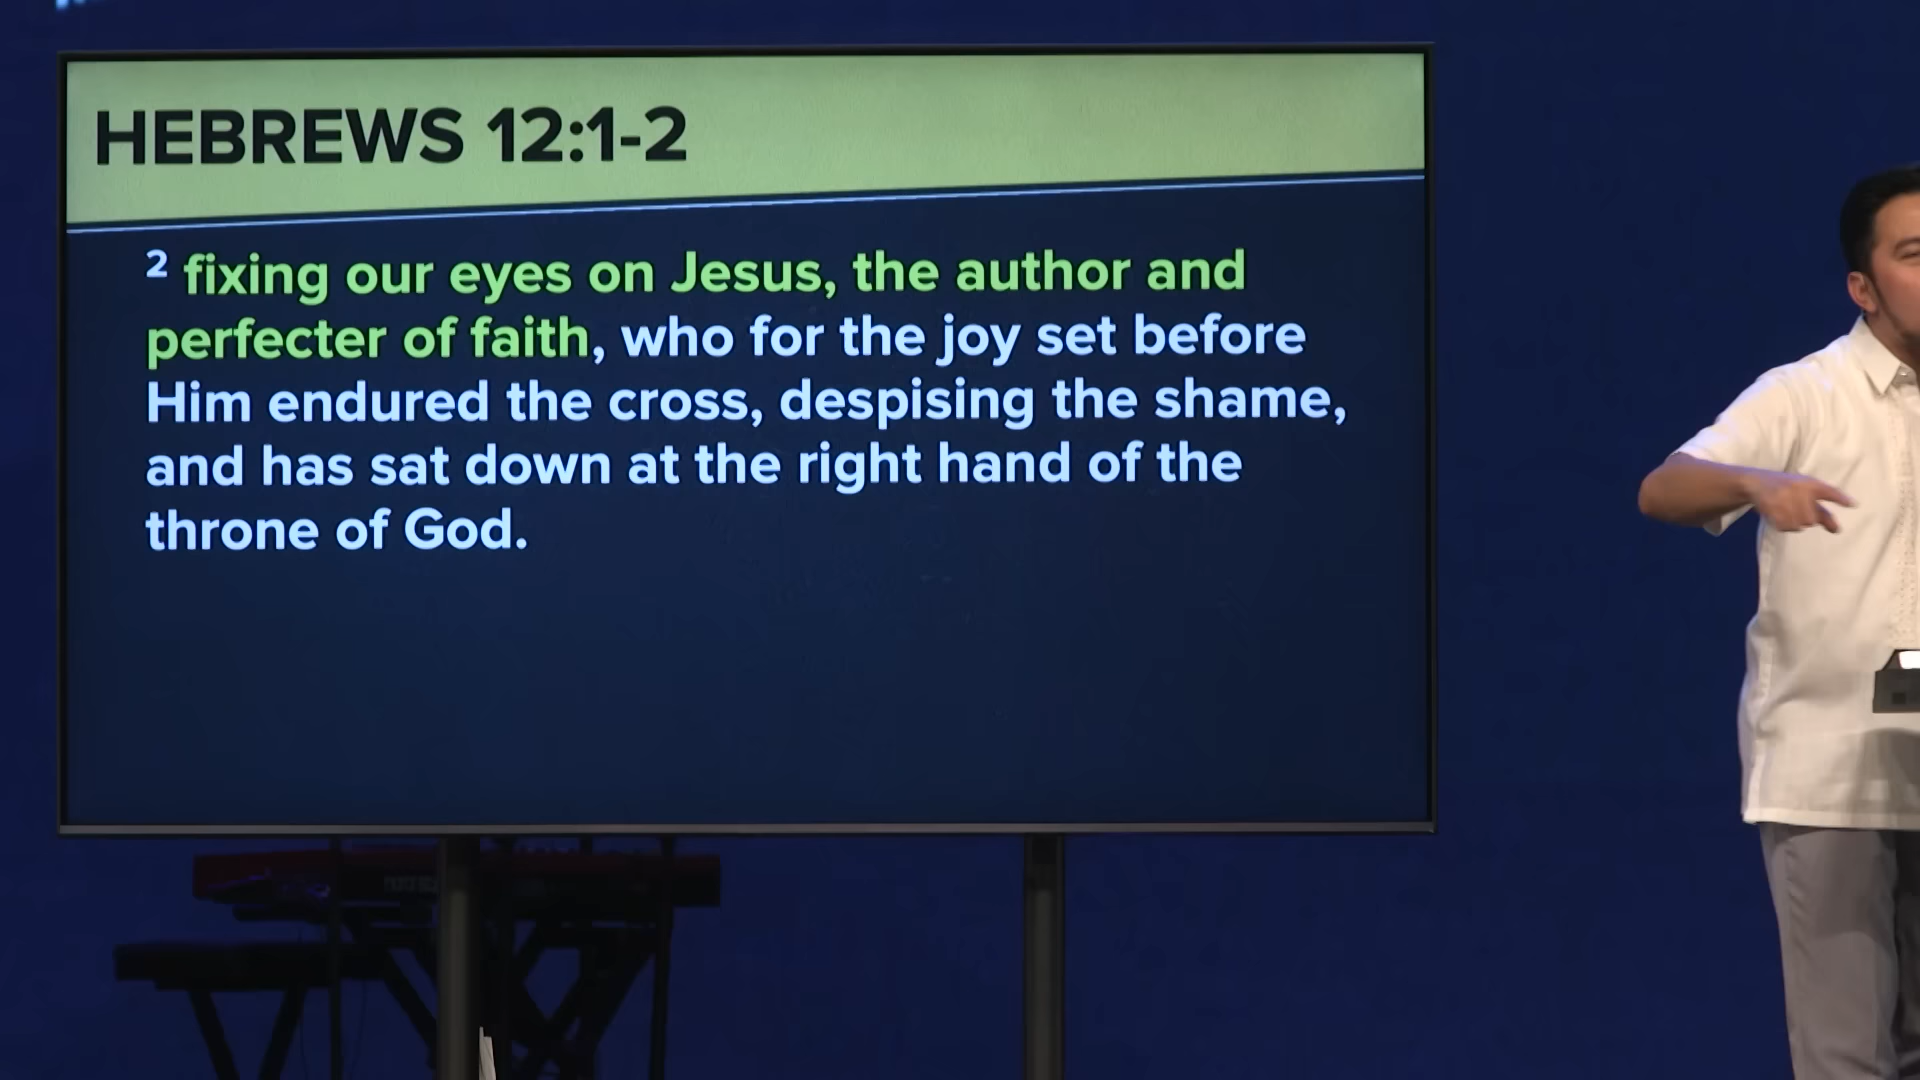 HEBREWS 12:1-2
2 fixing our eyes on Jesus, the author and
perfecter of faith, who for the joy set before
Him endured the cross, despising the shame,
and has sat down at the right hand of the
throne of God.